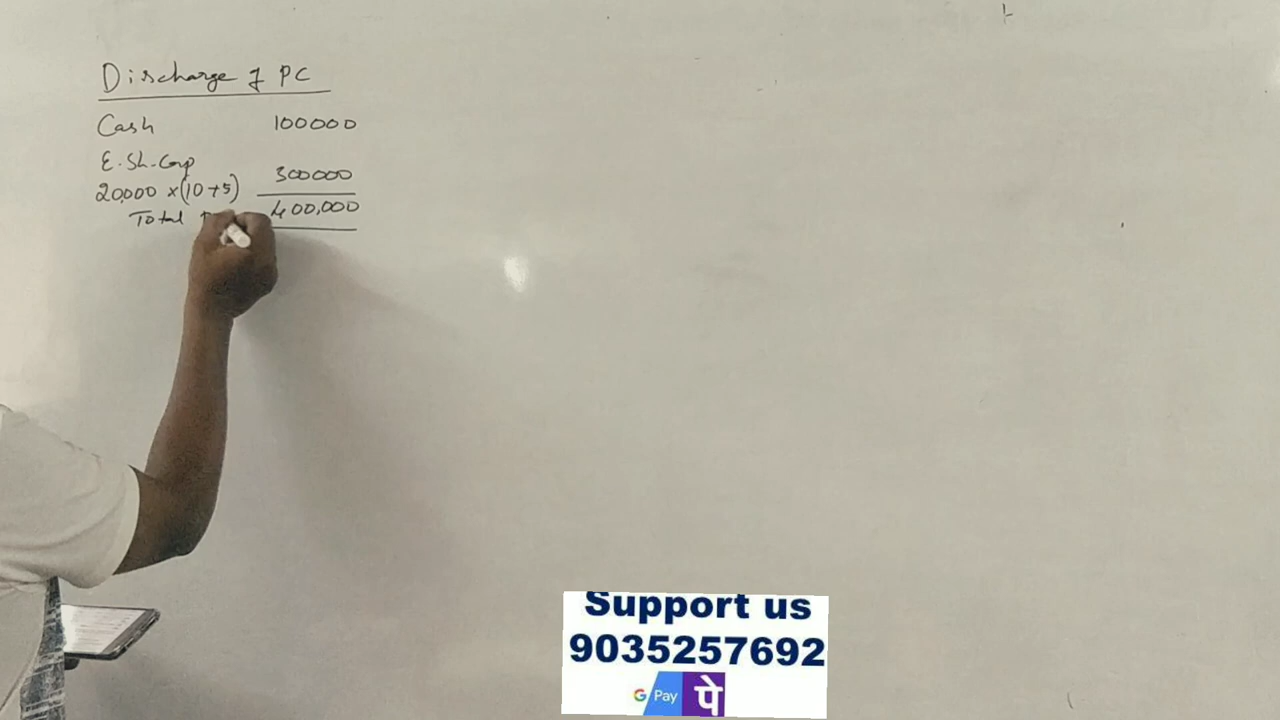 Discharge of PC
Cash 100000
E. Sh. Cap 300000
20,000 x (10+5)
Total 400,000
Support us
9035257692
G Pay पे